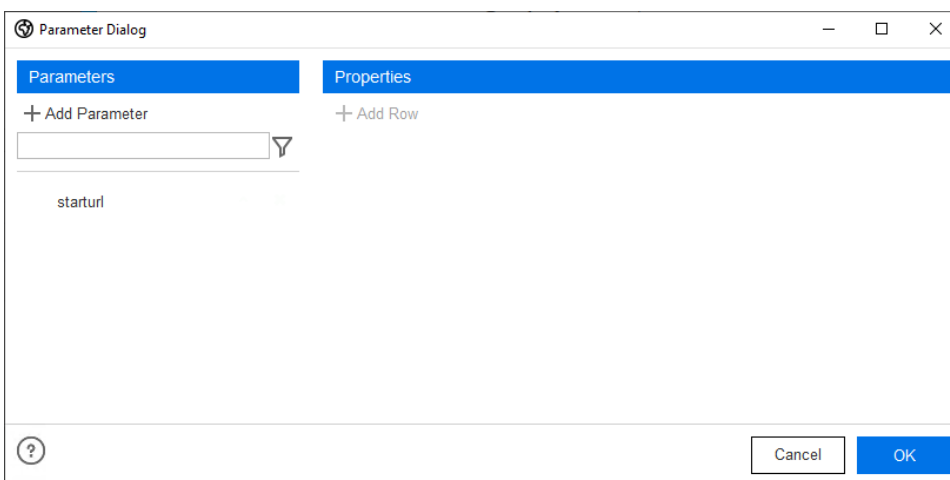 Parameter Dialog
Parameters
Properties
Add Parameter
Add Row
starturl
Cancel
OK